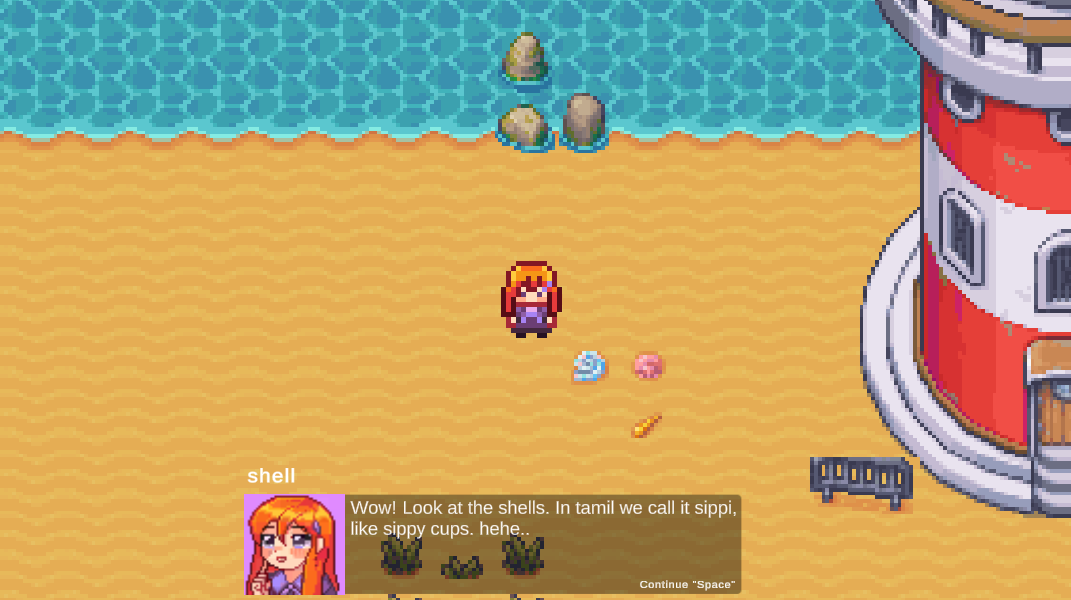 shell
Wow! Look at the shells. In tamil we call it sippi,
like sippy cups. hehe..
Continue "Space"